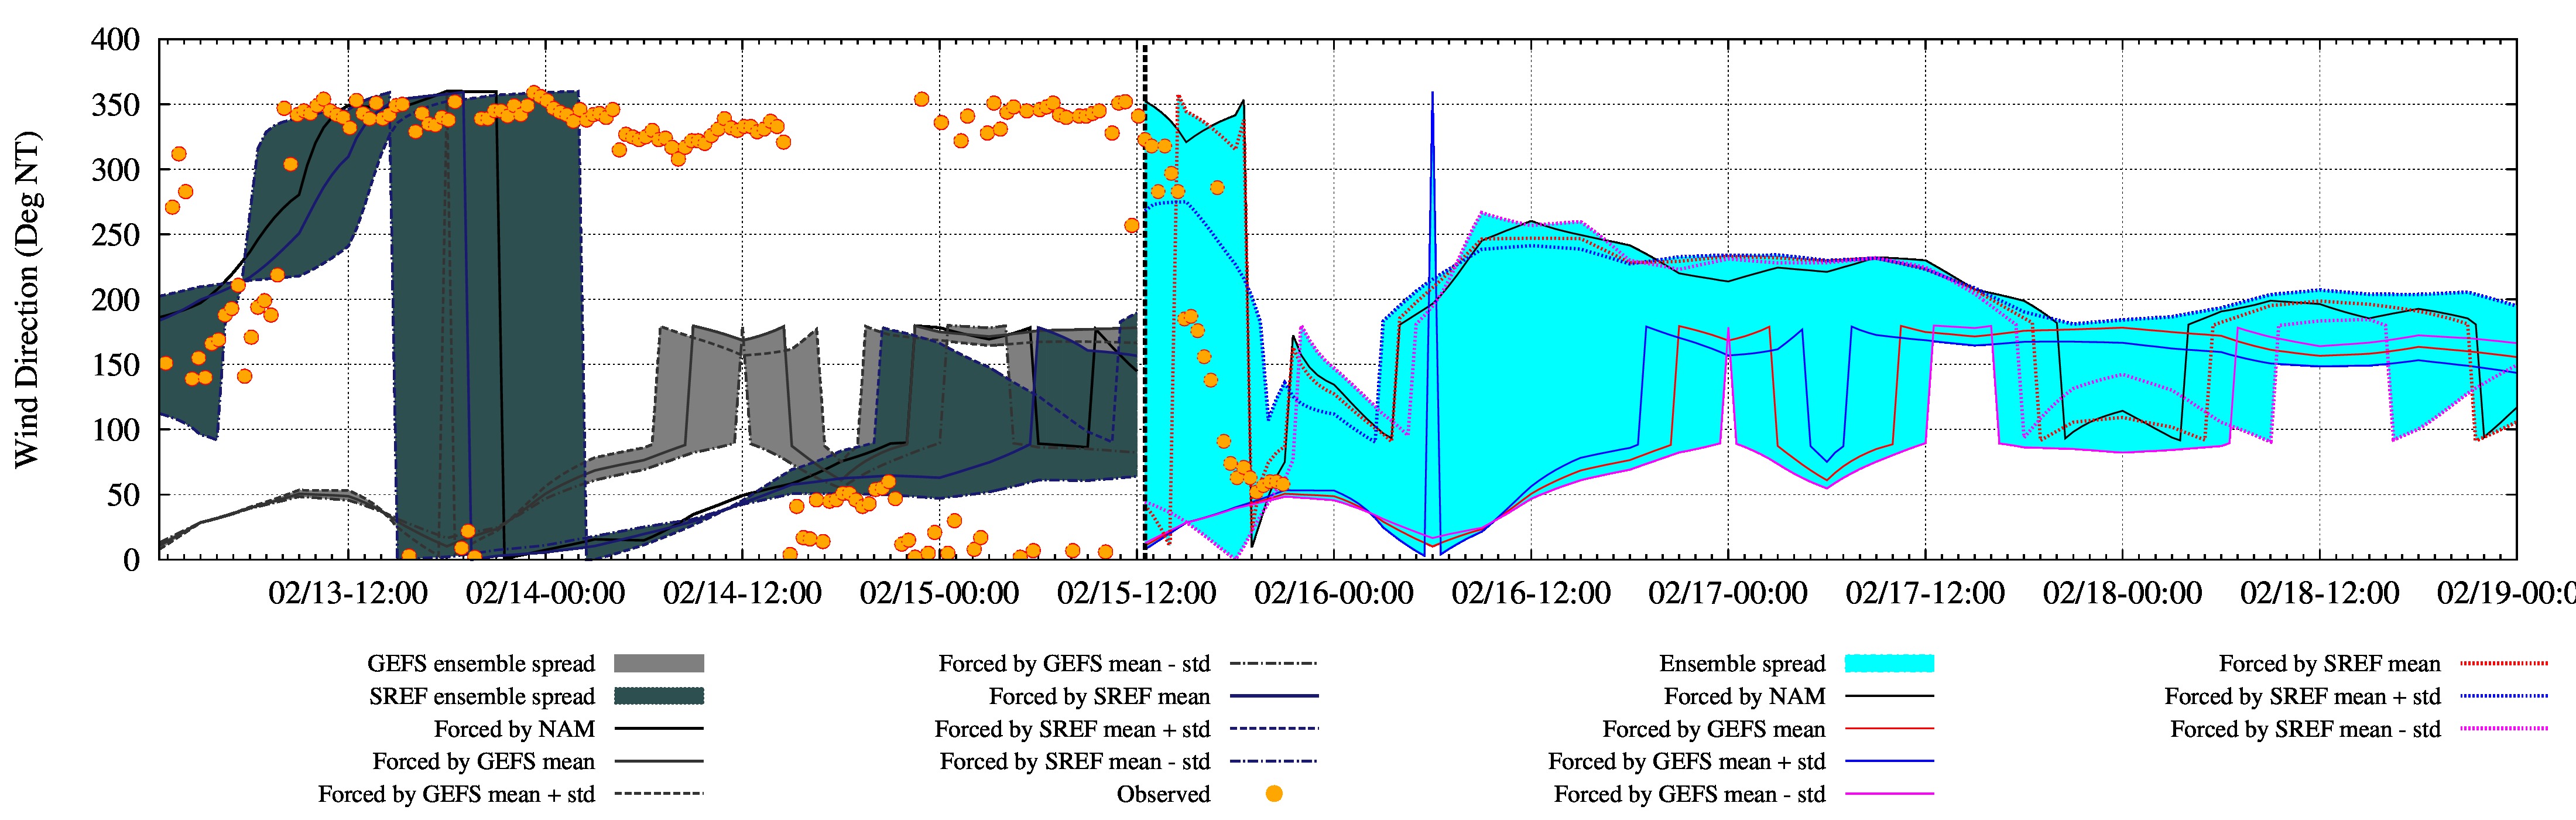 Wind Direction (Deg NT)
400
350
300
250
200
150
100
50
0
02/13-12:00 02/14-00:00 02/14-12:00 02/15-00:00 02/15-12:00 02/16-00:00 02/16-12:00 02/17-00:00 02/17-12:00 02/18-00:00 02/18-12:00 02/19-00:0
GEFS ensemble spread
SREF ensemble spread
Forced by NAM
Forced by GEFS mean
Forced by GEFS mean + std
Forced by GEFS mean - std
Forced by SREF mean
Forced by SREF mean + std
Forced by SREF mean - std
Observed
Ensemble spread
Forced by NAM
Forced by GEFS mean
Forced by GEFS mean + std
Forced by GEFS mean - std
Forced by SREF mean
Forced by SREF mean + std
Forced by SREF mean - std